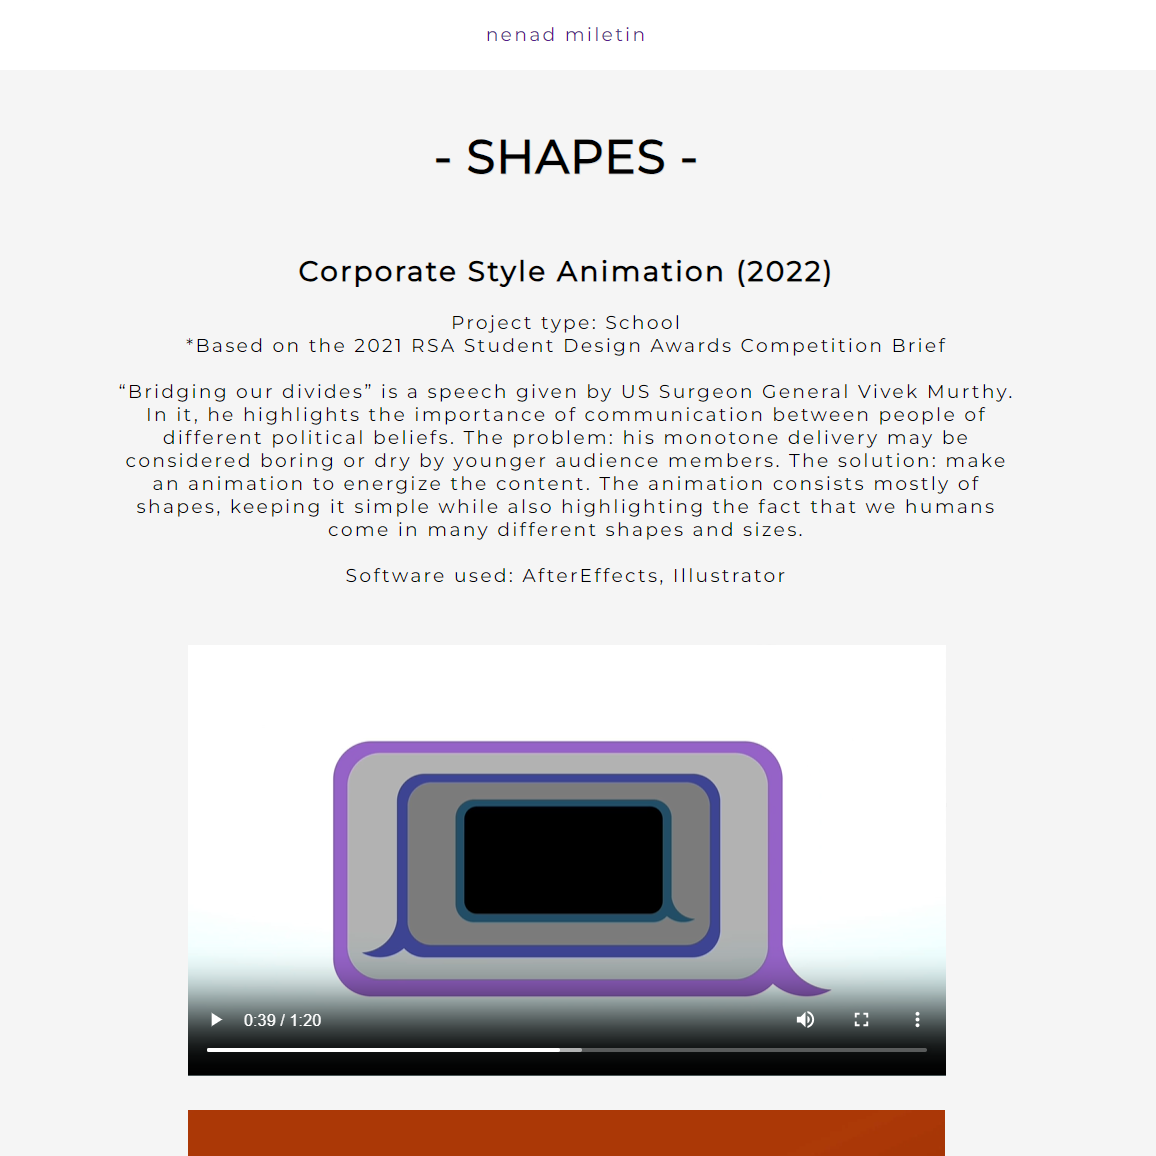 nenad miletin
- SHAPES -
Corporate Style Animation (2022)
Project type: School
*Based on the 2021 RSA Student Design Awards Competition Brief
“Bridging our divides” is a speech given by US Surgeon General Vivek Murthy.
In it, he highlights the importance of communication between people of
different political beliefs. The problem: his monotone delivery may be
considered boring or dry by younger audience members. The solution: make
an animation to energize the content. The animation consists mostly of
shapes, keeping it simple while also highlighting the fact that we humans
come in many different shapes and sizes.
Software used: AfterEffects, Illustrator
0:39 / 1:20